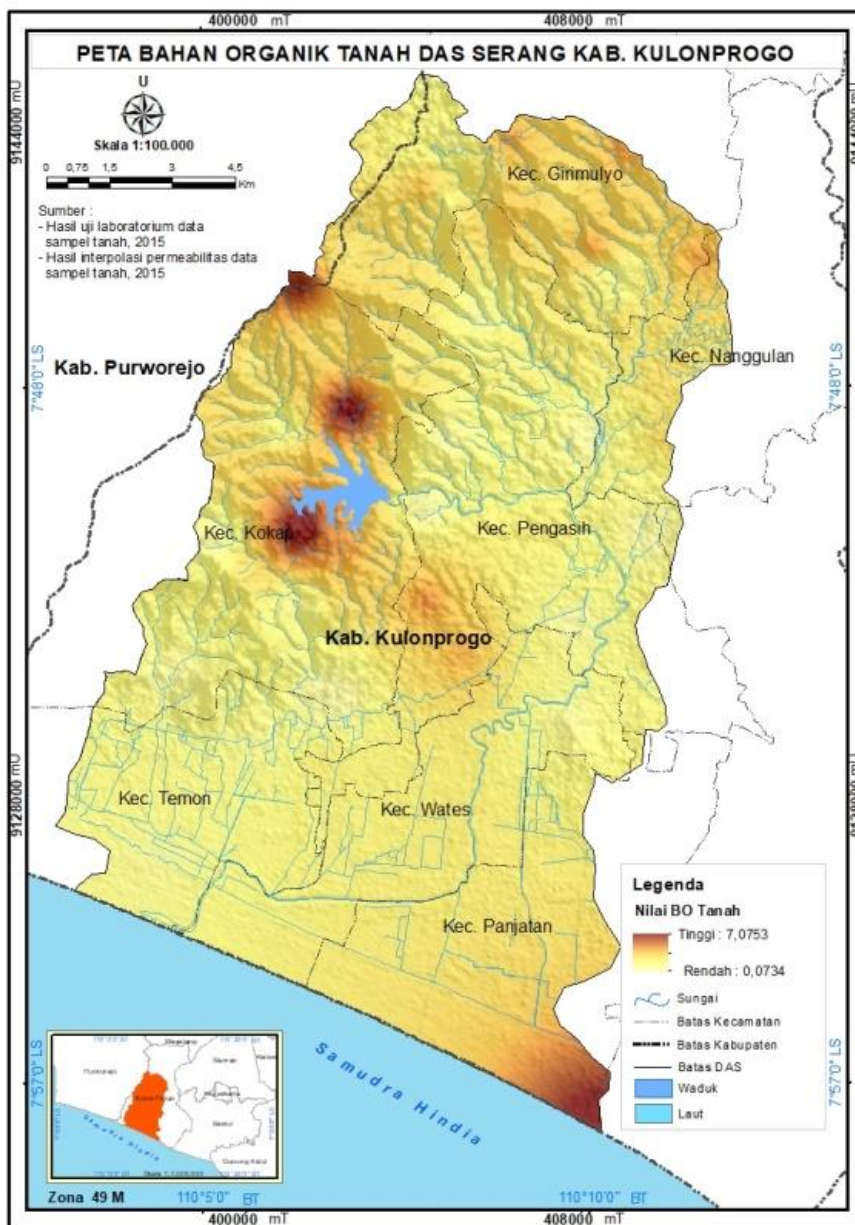 400000 mT 408000 mT
PETA BAHAN ORGANIK TANAH DAS SERANG KAB. KULONPROGO
U
Skala 1:100.000
0 0,75 1,5 3 4,5
Km
Sumber :
- Hasil uji laboratorium data
sampel tanah, 2015
- Hasil interpolasi permeabilitas data
sampel tanah, 2015
9144000 mU
9144000 mU
Kec. Girimulyo
Kec. Nanggulan
Kab. Purworejo
7°48'0" LS
7°48'0" LS
Kec. Kokap
Kec. Pengasih
Kab. Kulonprogo
9128000 mU
9128000 mU
Kec. Temon
Kec. Wates
Kec. Panjatan
Legenda
Nilai BO Tanah
Tinggi : 7,0753
Rendah : 0,0734
Sungai
Batas Kecamatan
Batas Kabupaten
Batas DAS
Waduk
Laut
Samudra Hindia
7°57'0" LS
7°57'0" LS
Zona 49 M
110°5'0" BT
110°10'0" BT
400000 mT 408000 mT